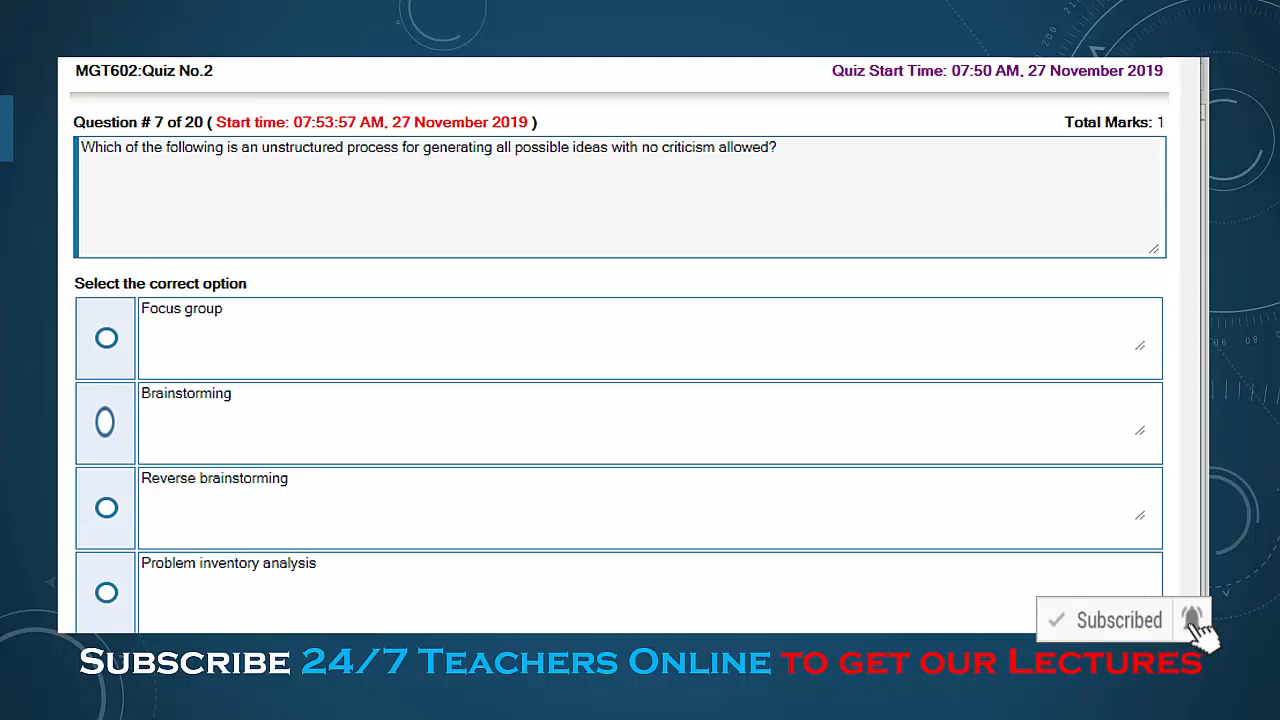 MGT602:Quiz No.2
Quiz Start Time: 07:50 AM, 27 November 2019
Question # 7 of 20 ( Start time: 07:53:57 AM, 27 November 2019 )
Total Marks: 1
Which of the following is an unstructured process for generating all possible ideas with no criticism allowed?
Select the correct option
Focus group
Brainstorming
Reverse brainstorming
Problem inventory analysis
Subscribed
SUBSCRIBE 24/7 TEACHERS ONLINE TO GET OUR LECTURES